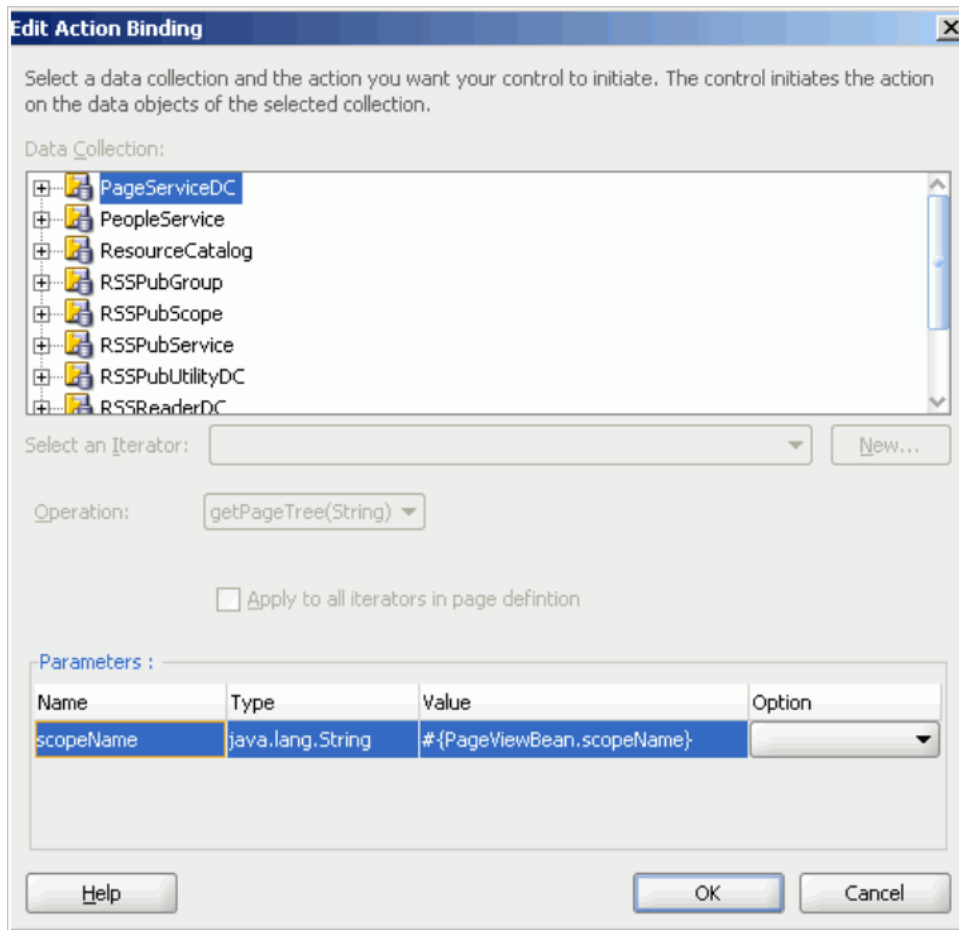 Edit Action Binding
Select a data collection and the action you want your control to initiate. The control initiates the action
on the data objects of the selected collection.
Data Collection:
PageServiceDC
PeopleService
ResourceCatalog
RSSPubGroup
RSSPubScope
RSSPubService
RSSPubUtilityDC
RSSReaderDC
Select an Iterator: New...
Operation: getPageTree(String)
Apply to all iterators in page defintion
Parameters :
Name Type Value Option
scopeName java.lang.String #{PageViewBean.scopeName}
Help OK Cancel